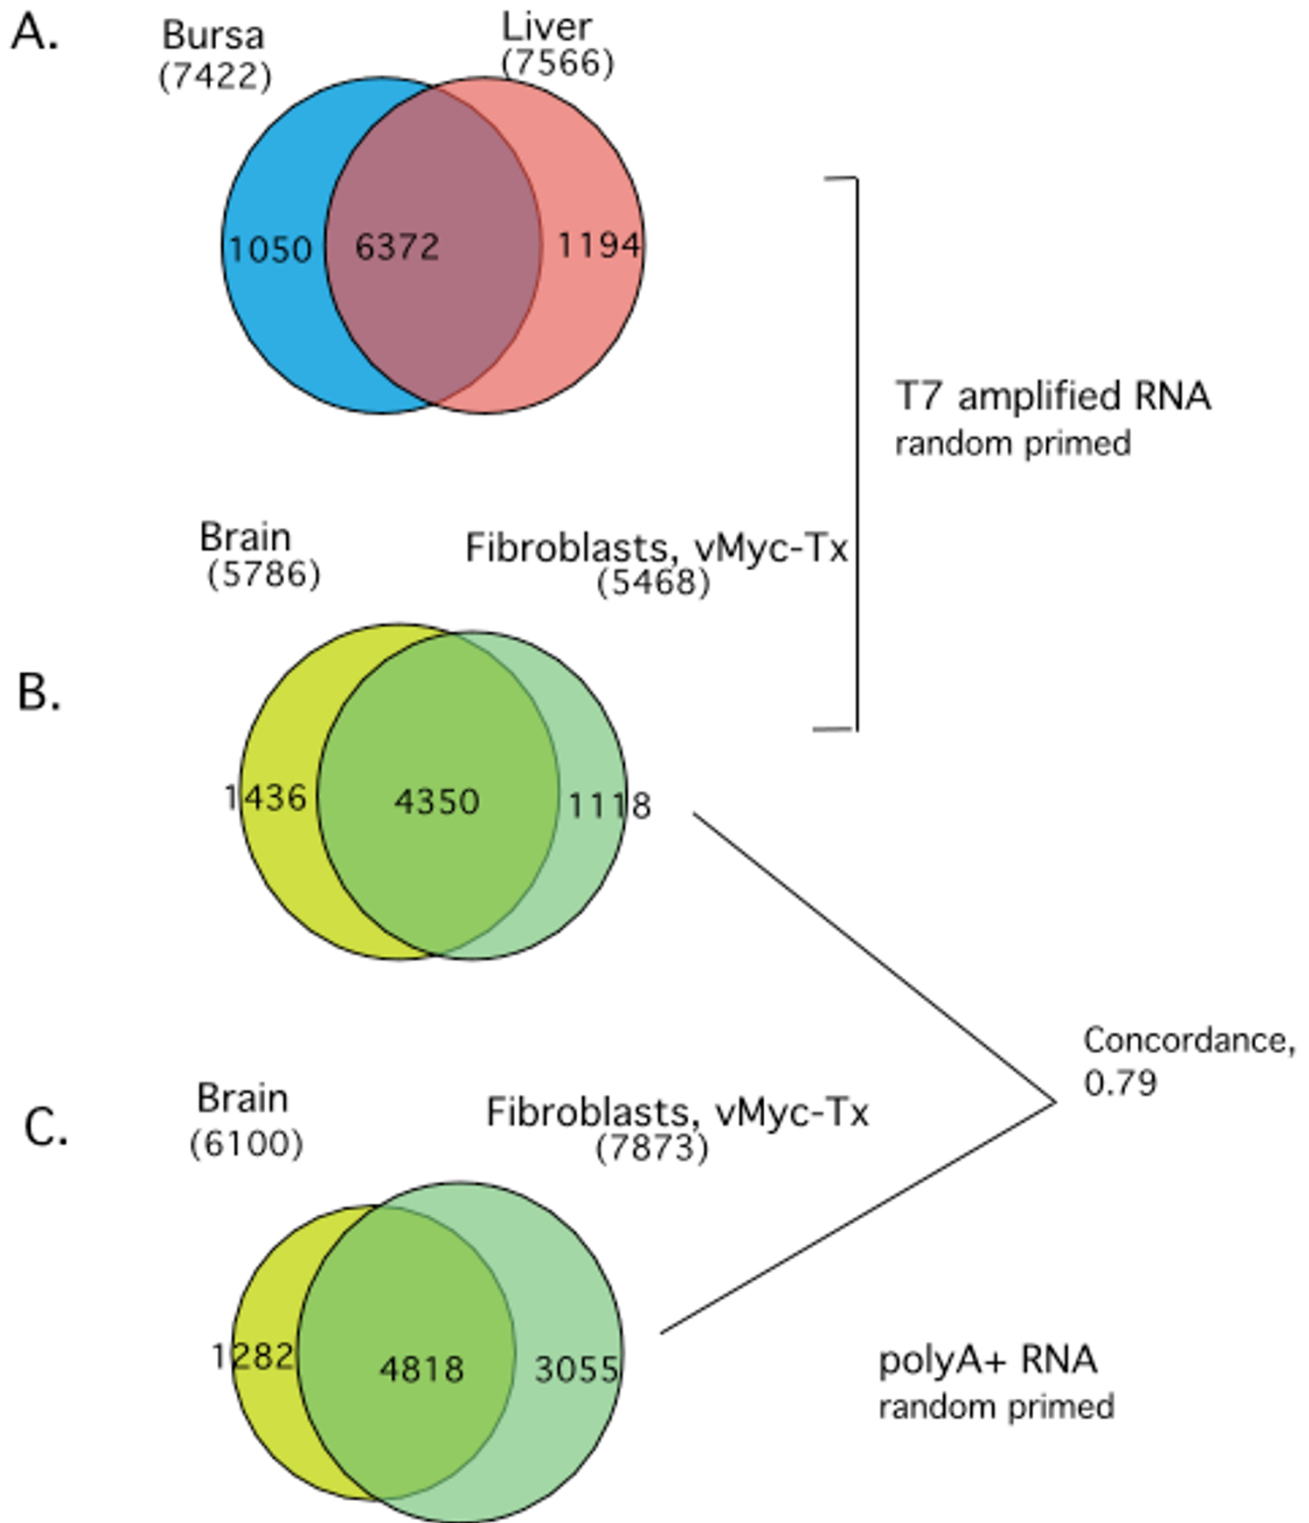 A.
Bursa
(7422)
Liver
(7566)
1050
6372
1194
T7 amplified RNA
random primed
Brain
(5786)
Fibroblasts, vMyc-Tx
(5468)
B.
1436
4350
1118
Concordance,
0.79
C.
Brain
(6100)
Fibroblasts, vMyc-Tx
(7873)
1282
4818
3055
polyA+ RNA
random primed